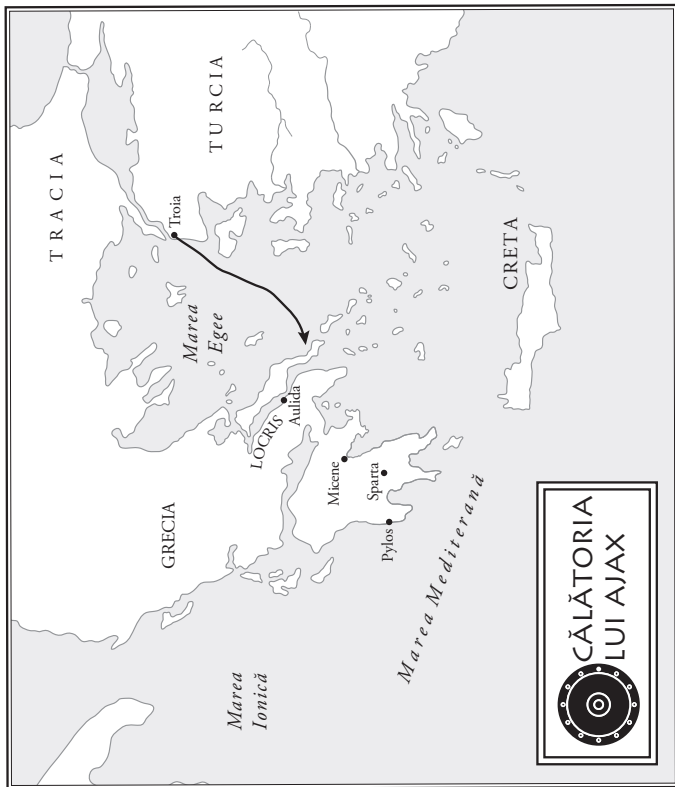 TRACIA
TURCIA
Troia
Marea
Egee
GRECIA
LOCRIS
Aulida
Micene
Sparta
Pylos
CRETA
Marea
Ionică
Marea Mediterană
CĂLĂTORIA
LUI AJAX